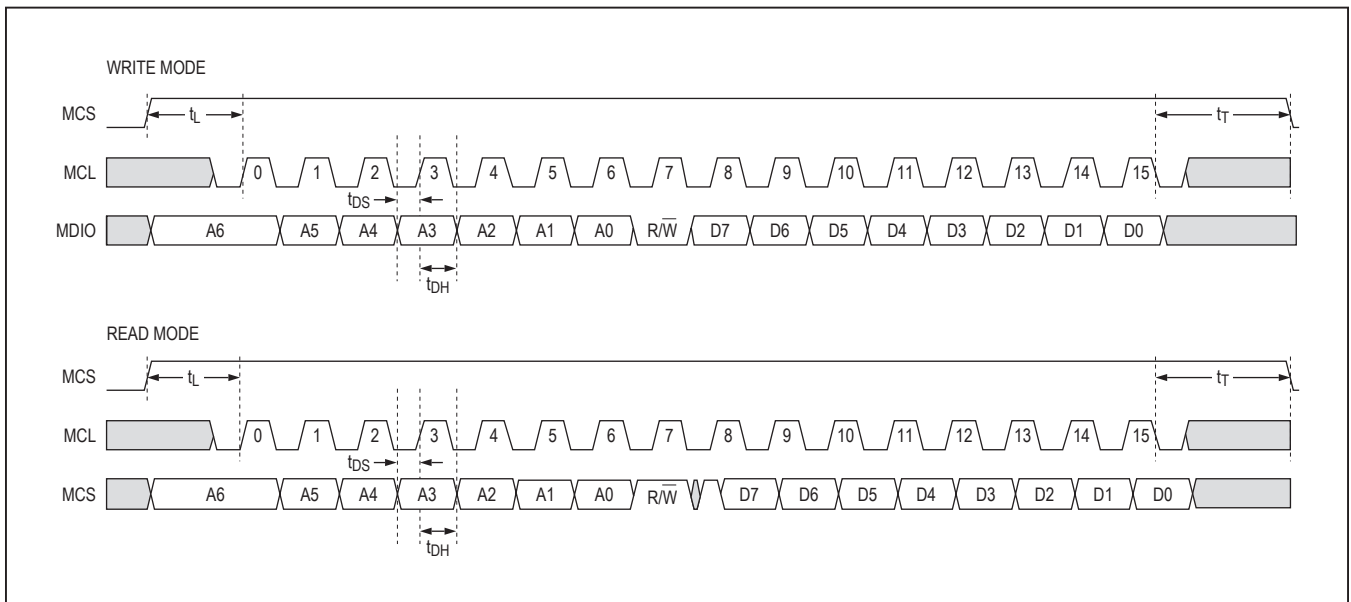 WRITE MODE
MCS tL tT
MCL 0 1 2 3 4 5 6 7 8 9 10 11 12 13 14 15
tDS
MDIO A6 A5 A4 A3 A2 A1 A0 R/W̅ D7 D6 D5 D4 D3 D2 D1 D0
tDH
READ MODE
MCS tL tT
MCL 0 1 2 3 4 5 6 7 8 9 10 11 12 13 14 15
tDS
MCS A6 A5 A4 A3 A2 A1 A0 R/W̅ D7 D6 D5 D4 D3 D2 D1 D0
tDH